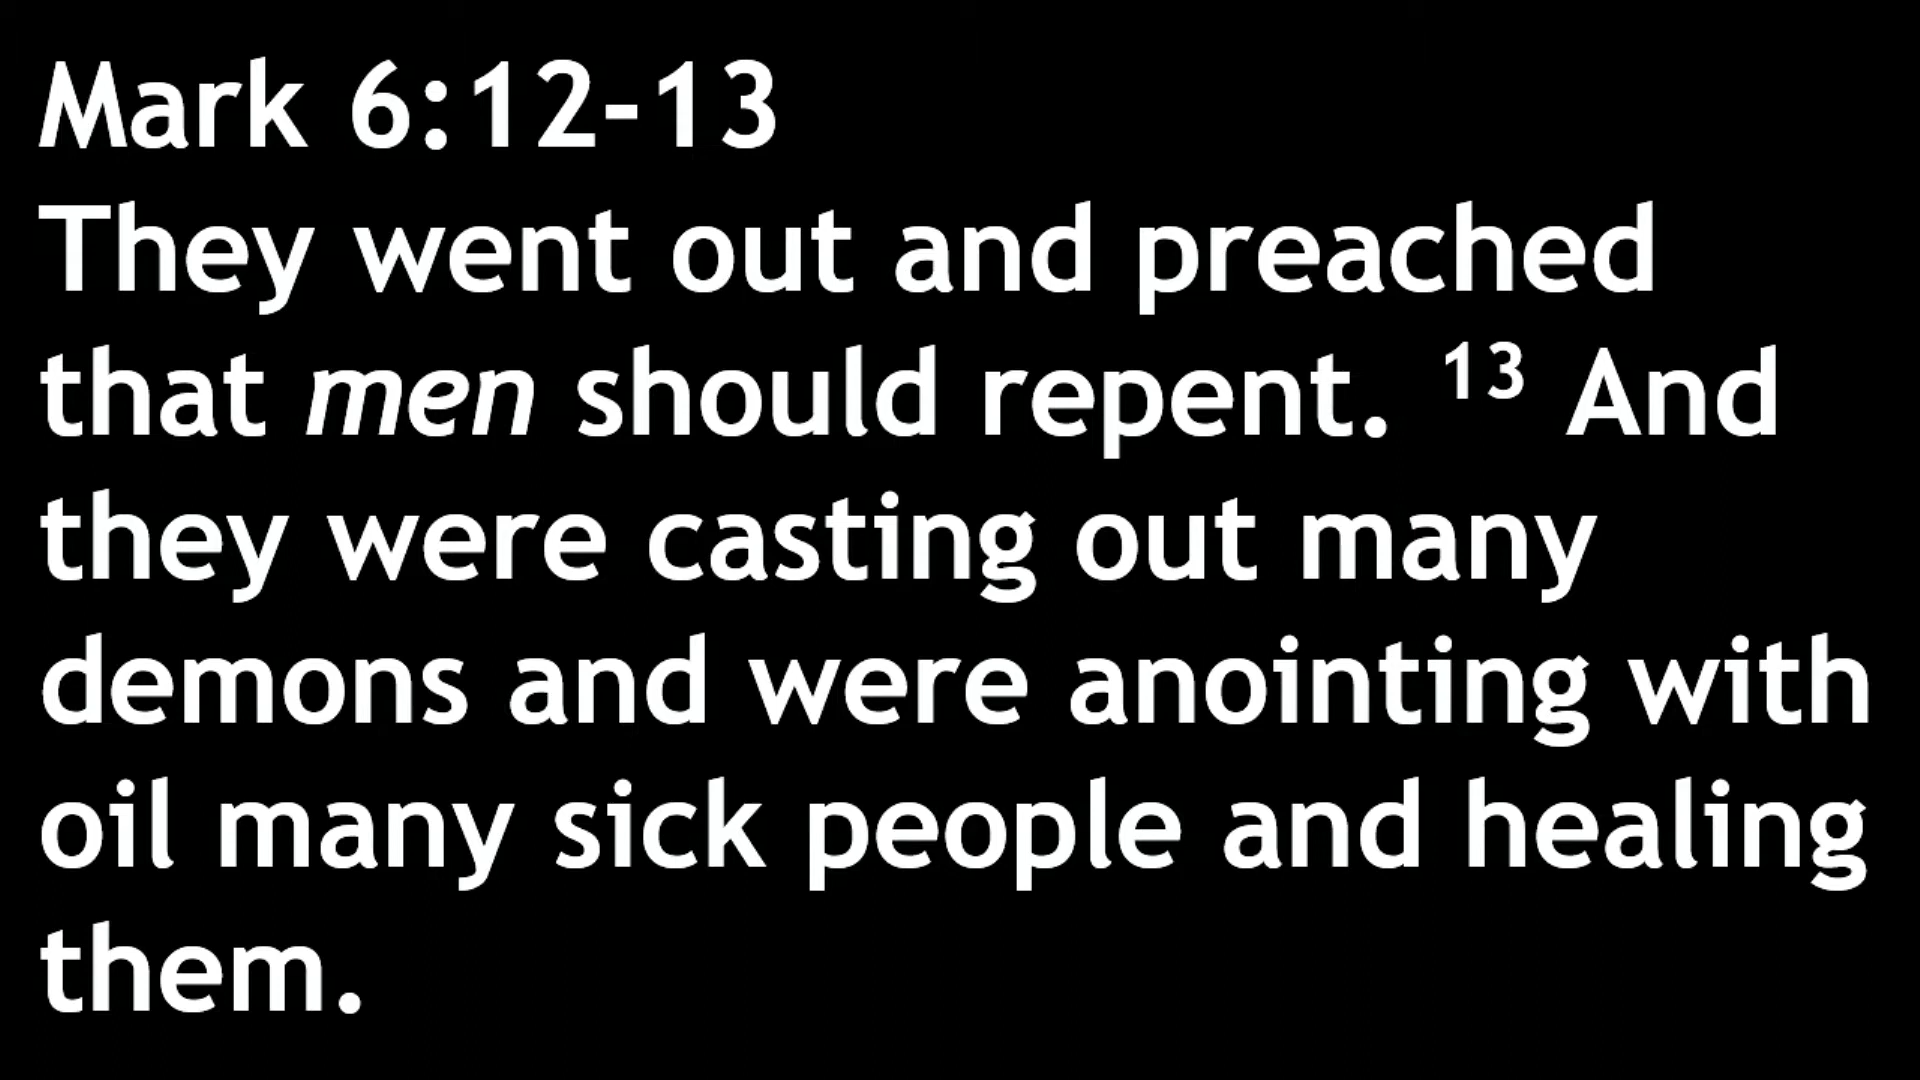 Mark 6:12-13
They went out and preached
that men should repent. 13 And
they were casting out many
demons and were anointing with
oil many sick people and healing
them.